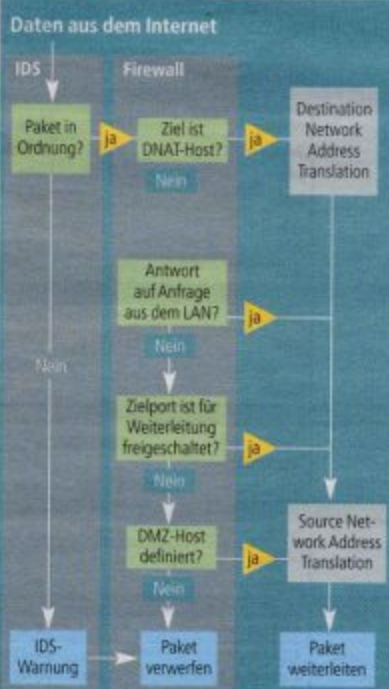 Daten aus dem Internet
IDS
Firewall
Paket in
Ordnung?
ja
Ziel ist
DNAT-Host?
ja
Destination
Network
Address
Translation
Nein
Antwort
auf Anfrage
aus dem LAN?
ja
Nein
Nein
Zielport ist für
Weiterleitung
freigeschaltet?
ja
Nein
DMZ-Host
definiert?
ja
Source Net-
work Address
Translation
Nein
IDS-
Warnung
Paket
verwerfen
Paket
weiterleiten